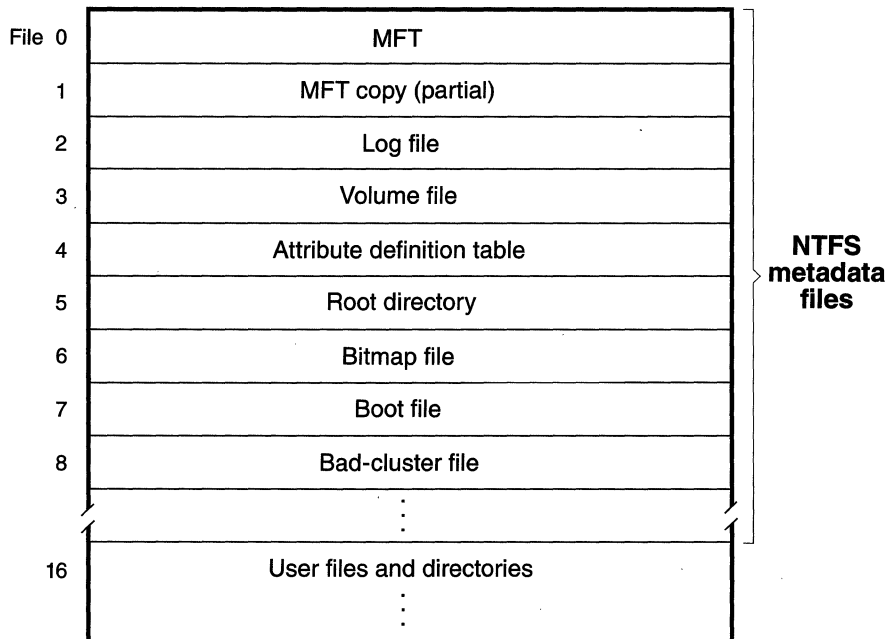 File 0 MFT
1 MFT copy (partial)
2 Log file
3 Volume file
4 Attribute definition table
5 Root directory
6 Bitmap file
7 Boot file
8 Bad-cluster file
16 User files and directories
NTFS
metadata
files